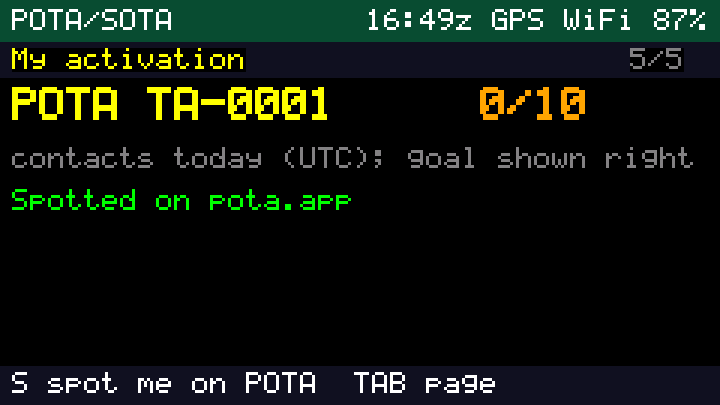 POTA/SOTA 16:49z GPS WiFi 87%
My activation 5/5
POTA TA-0001 0/10
contacts today (UTC); goal shown right
Spotted on pota.app
S spot me on POTA TAB page